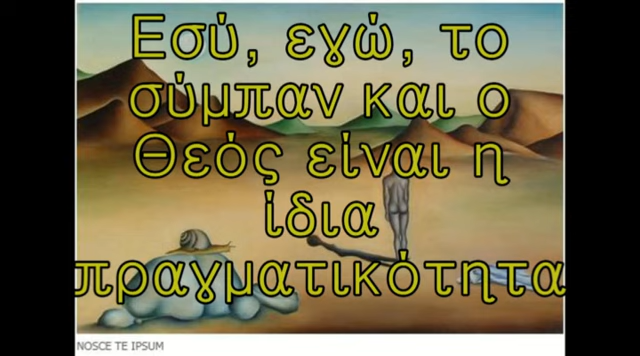 Εσύ, εγώ, το
σύμπαν και ο
Θεός είναι η
ίδια
πραγματικότητα
NOSCE TE IPSUM